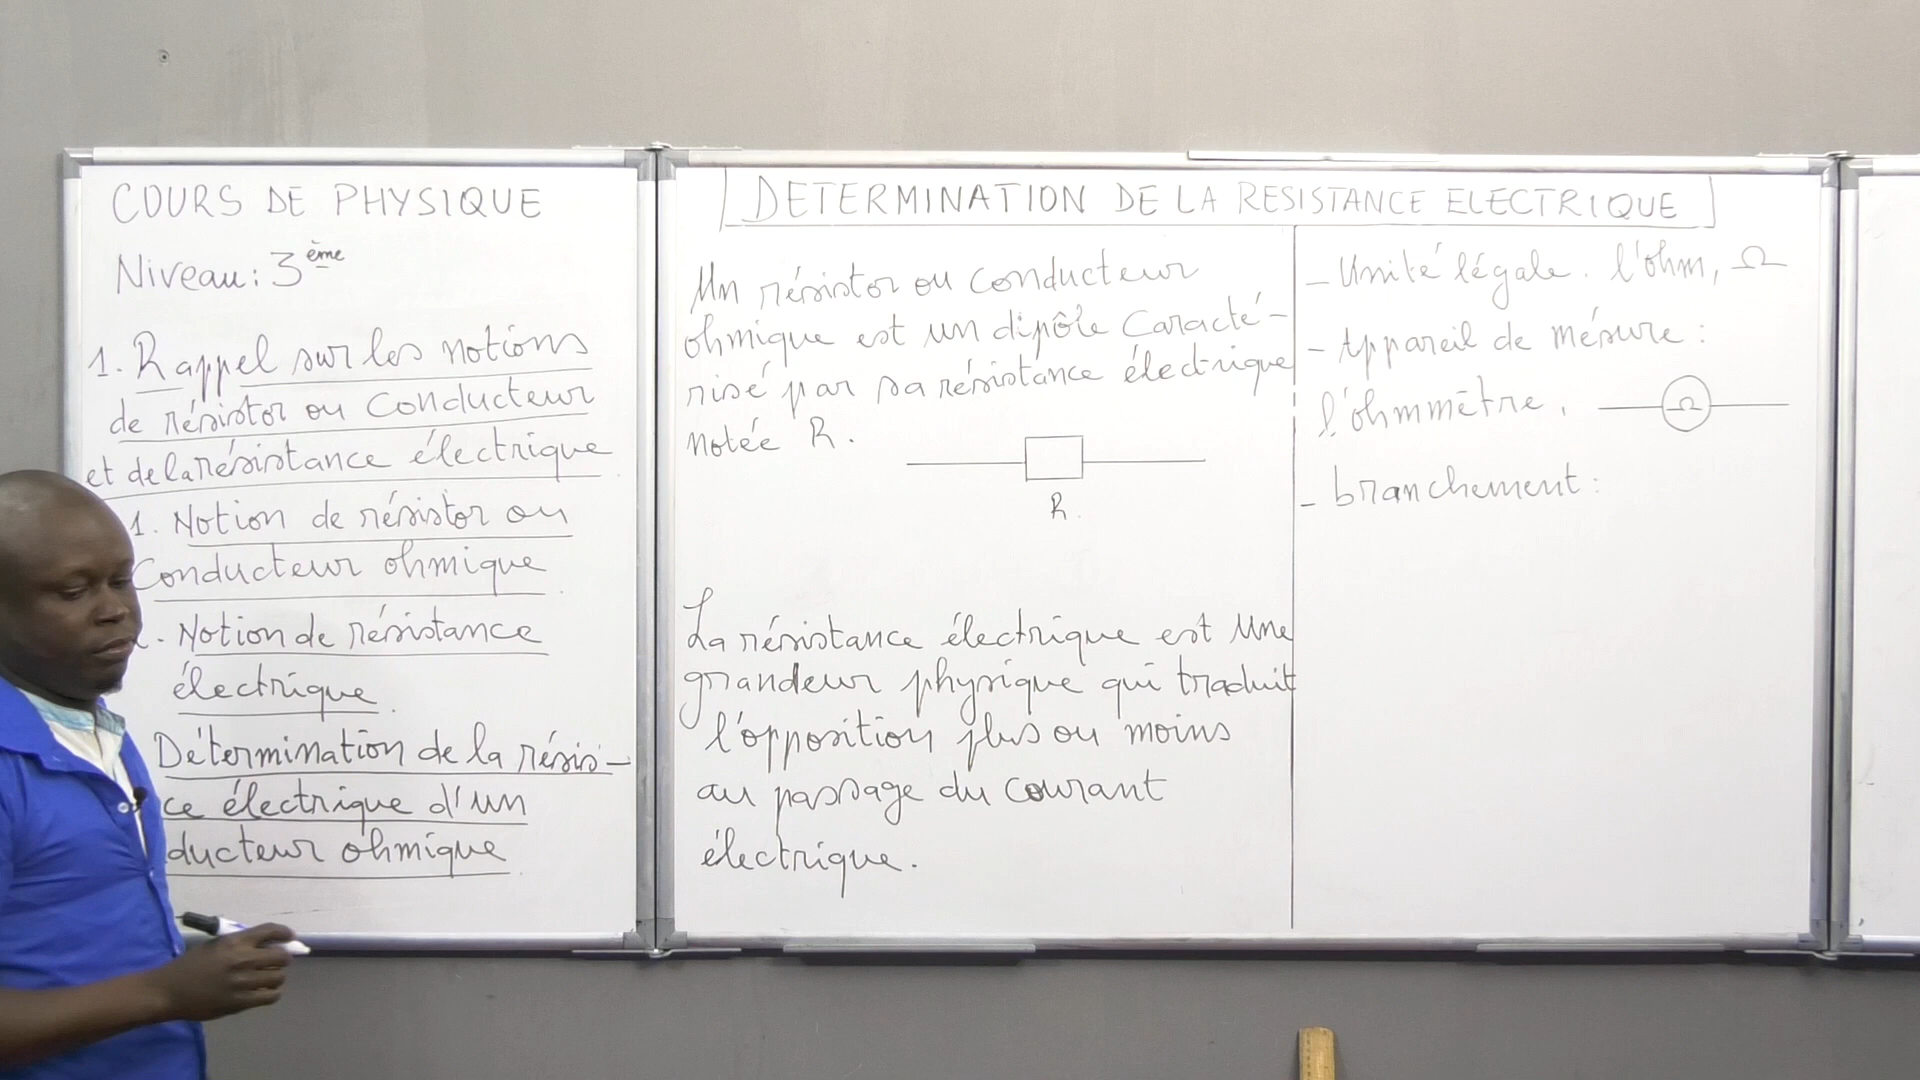 COURS DE PHYSIQUE
Niveau: 3ème
1. Rappel sur les notions
de résistor ou conducteur
et de la résistance électrique
1. Notion de résistor ou
Conducteur ohmique
. Notion de résistance
électrique.
Détermination de la résis-
ce électrique d'un
ducteur ohmique.
DETERMINATION DE LA RESISTANCE ELECTRIQUE
Un résistor ou conducteur
ohmique est un dipôle caracté-
risé par sa résistance électrique
notée R.
R.
La résistance électrique est une
grandeur physique qui traduit
l'opposition plus ou moins
au passage du courant
électrique.
- Unité légale. l'ohm, Ω
- Appareil de mésure:
l'ohmmètre, Ω
- branchement: